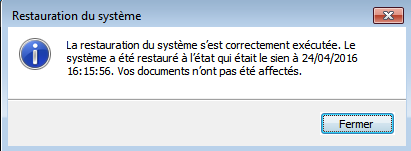 Restauration du système
La restauration du système s’est correctement exécutée. Le
système a été restauré à l’état qui était le sien à 24/04/2016
16:15:56. Vos documents n’ont pas été affectés.
Fermer